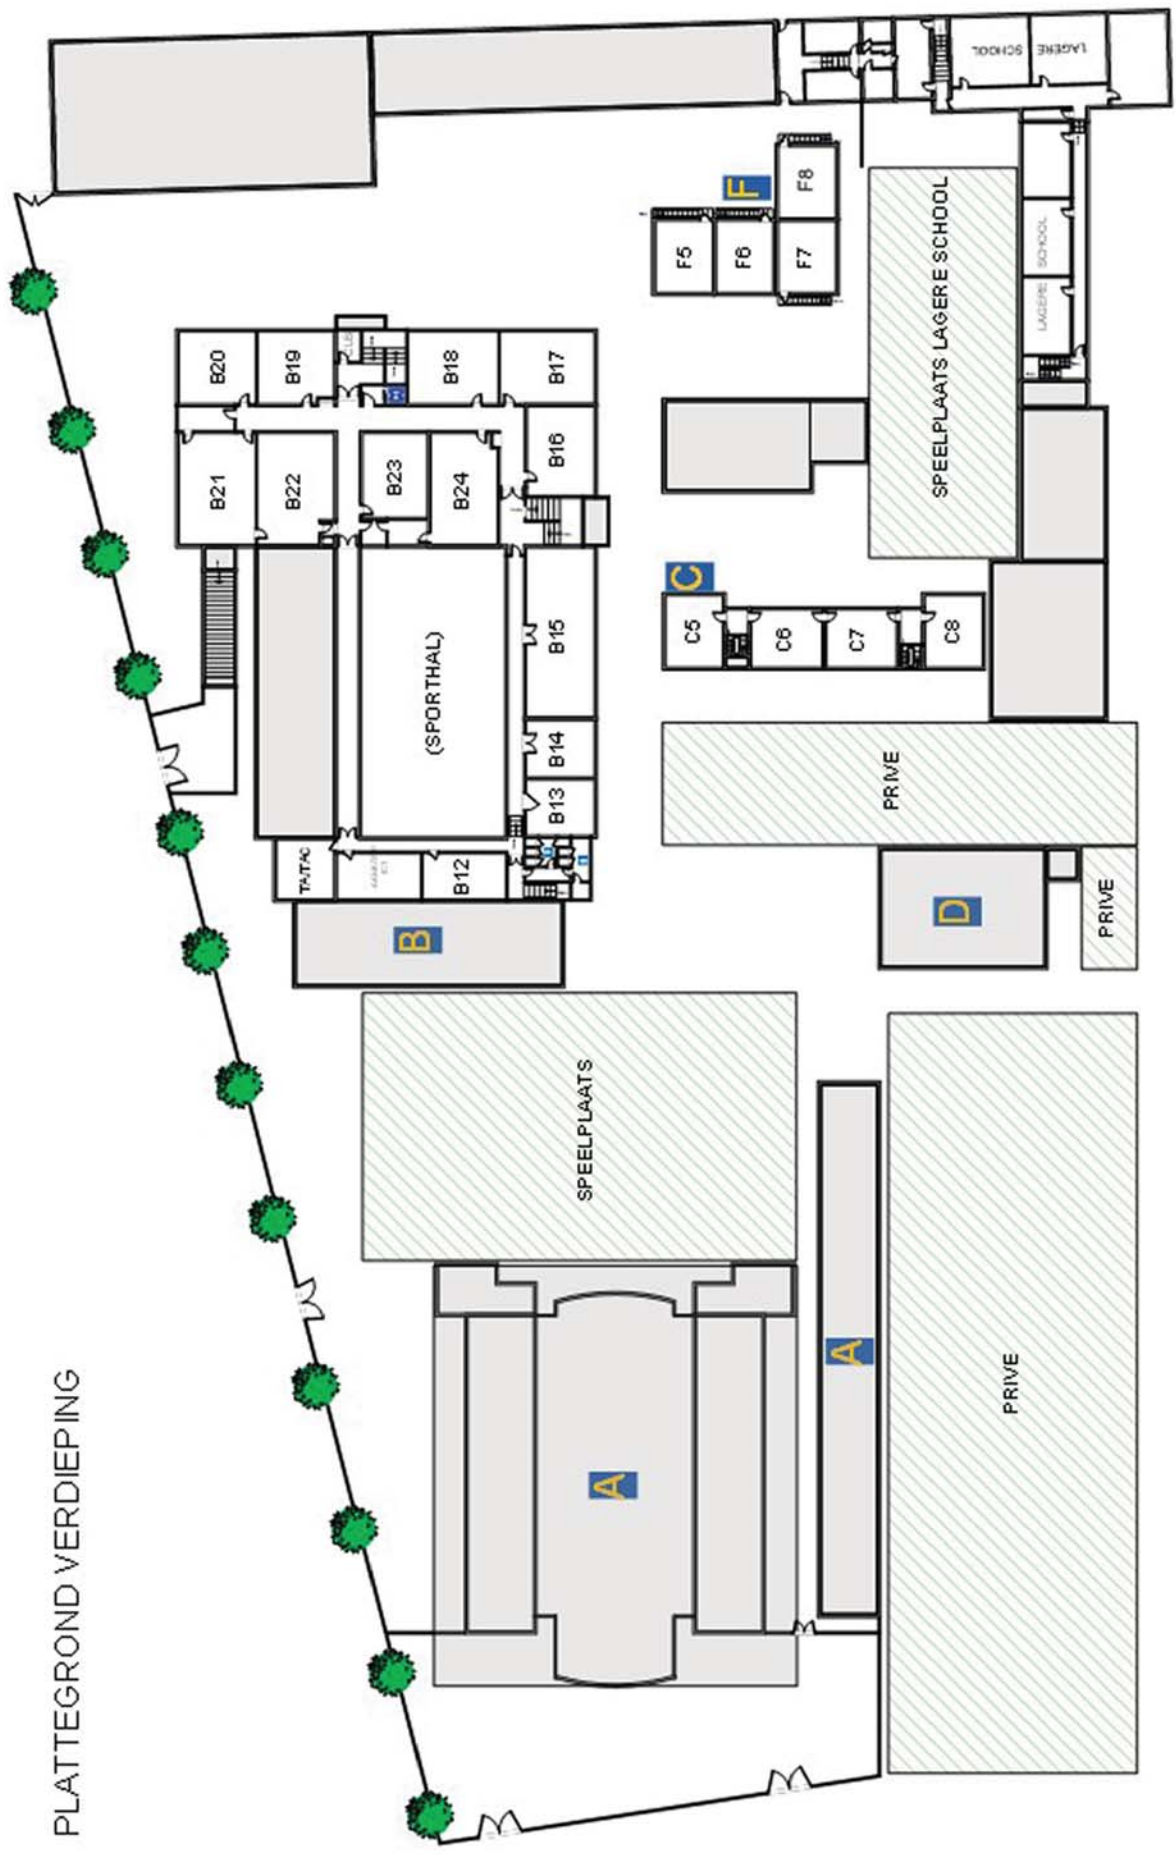 PLATTEGROND VERDIEPING
B20
B19
B18
B17
B21
B22
B23
B24
B16
(SPORTHAL)
B15
B14
B13
TA/TAC
B12
B
F5
F6
F
F7
F8
C
C5
C6
C7
C8
SCHOOL
LAGERE
LAGERE SCHOOL
SPEELPLAATS LAGERE SCHOOL
PRIVE
D
PRIVE
SPEELPLAATS
A
A
PRIVE